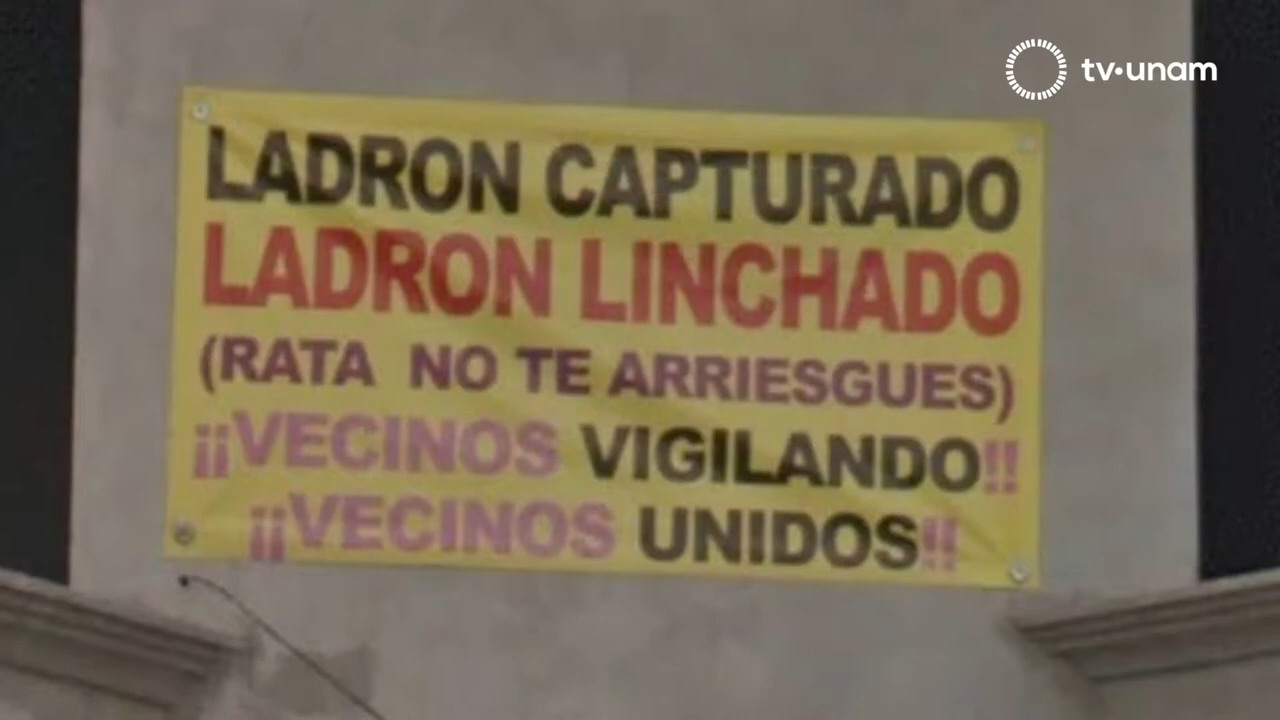 tv·unam
LADRON CAPTURADO
LADRON LINCHADO
(RATA NO TE ARRIESGUES)
¡¡VECINOS VIGILANDO!!
¡¡VECINOS UNIDOS!!